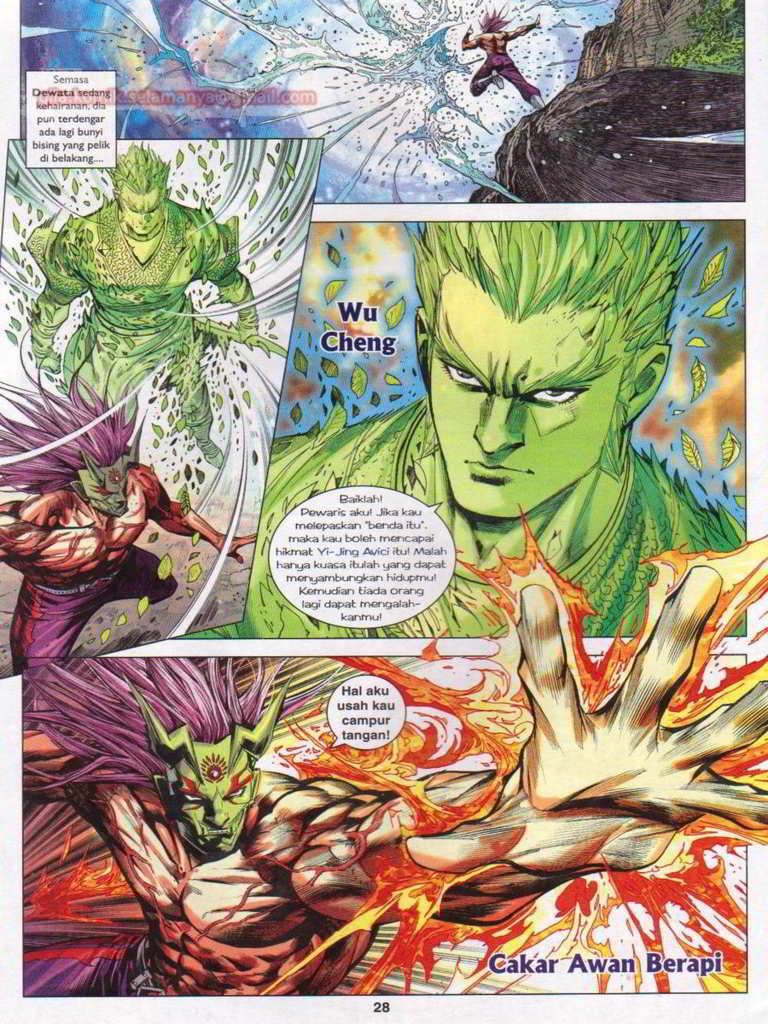 Semasa
Dewata sedang
kehairanan, dia
pun terdengar
ada lagi bunyi
bising yang pelik
di belakang....
Wu
Cheng
Baiklah!
Pewaris aku! Jika kau
melepaskan "benda itu",
maka kau boleh mencapai
hikmat Yi-Jing Avici itu! Malah
hanya kuasa itulah yang dapat
menyambungkan hidupmu!
Kemudian tiada orang
lagi dapat mengalah-
kanmu!
Hal aku
usah kau
campur
tangan!
Cakar Awan Berapi
28